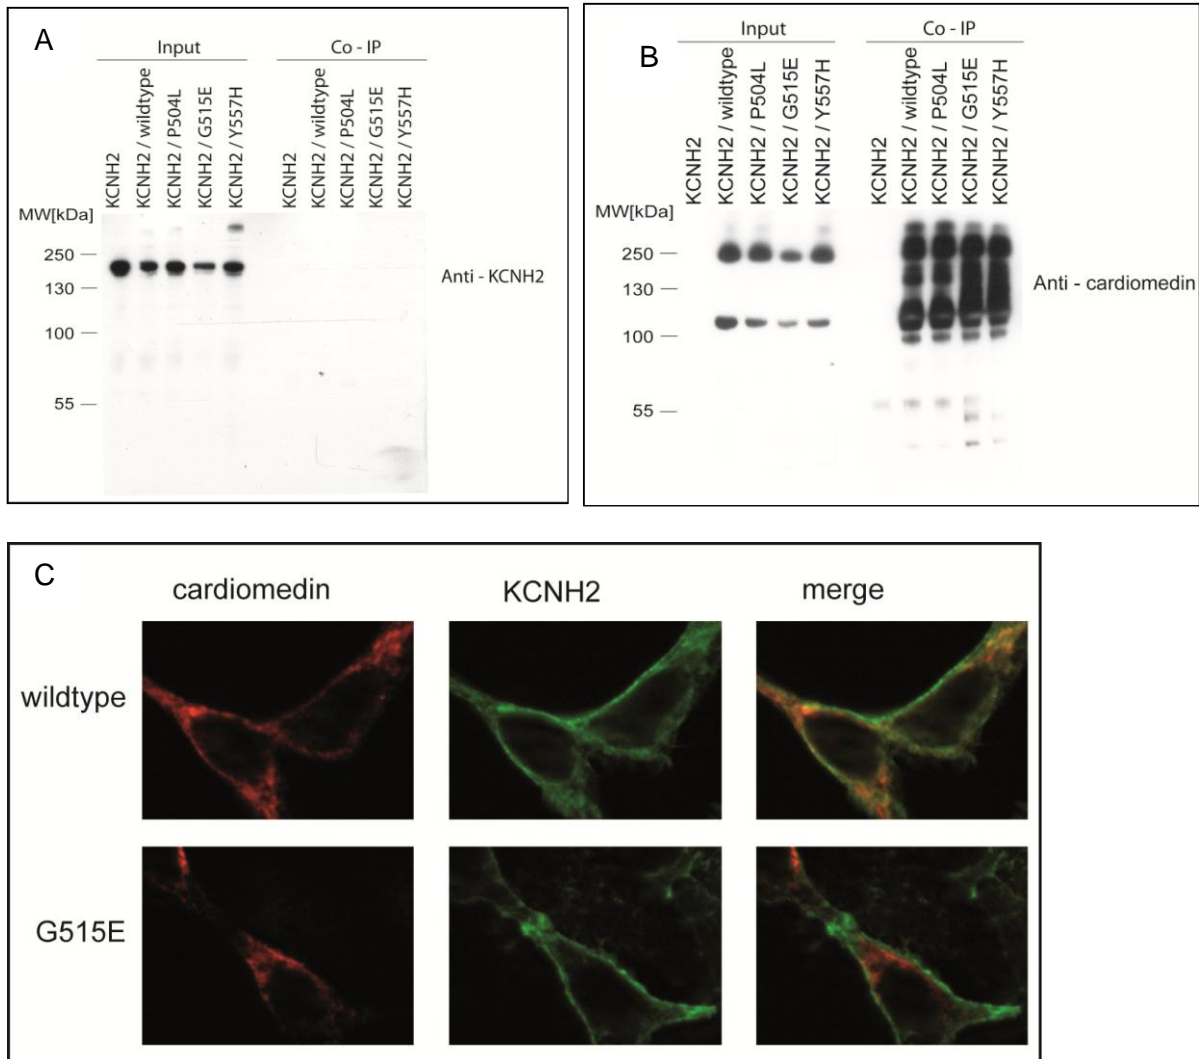 A
Input Co - IP
KCNH2
KCNH2 / wildtype
KCNH2 / P504L
KCNH2 / G515E
KCNH2 / Y557H
KCNH2
KCNH2 / wildtype
KCNH2 / P504L
KCNH2 / G515E
KCNH2 / Y557H
MW[kDa]
250
130
100
55
Anti - KCNH2
B
Input Co - IP
KCNH2
KCNH2 / wildtype
KCNH2 / P504L
KCNH2 / G515E
KCNH2 / Y557H
KCNH2
KCNH2 / wildtype
KCNH2 / P504L
KCNH2 / G515E
KCNH2 / Y557H
MW[kDa]
250
130
100
55
Anti - cardiomedin
C
cardiomedin KCNH2 merge
wildtype
G515E